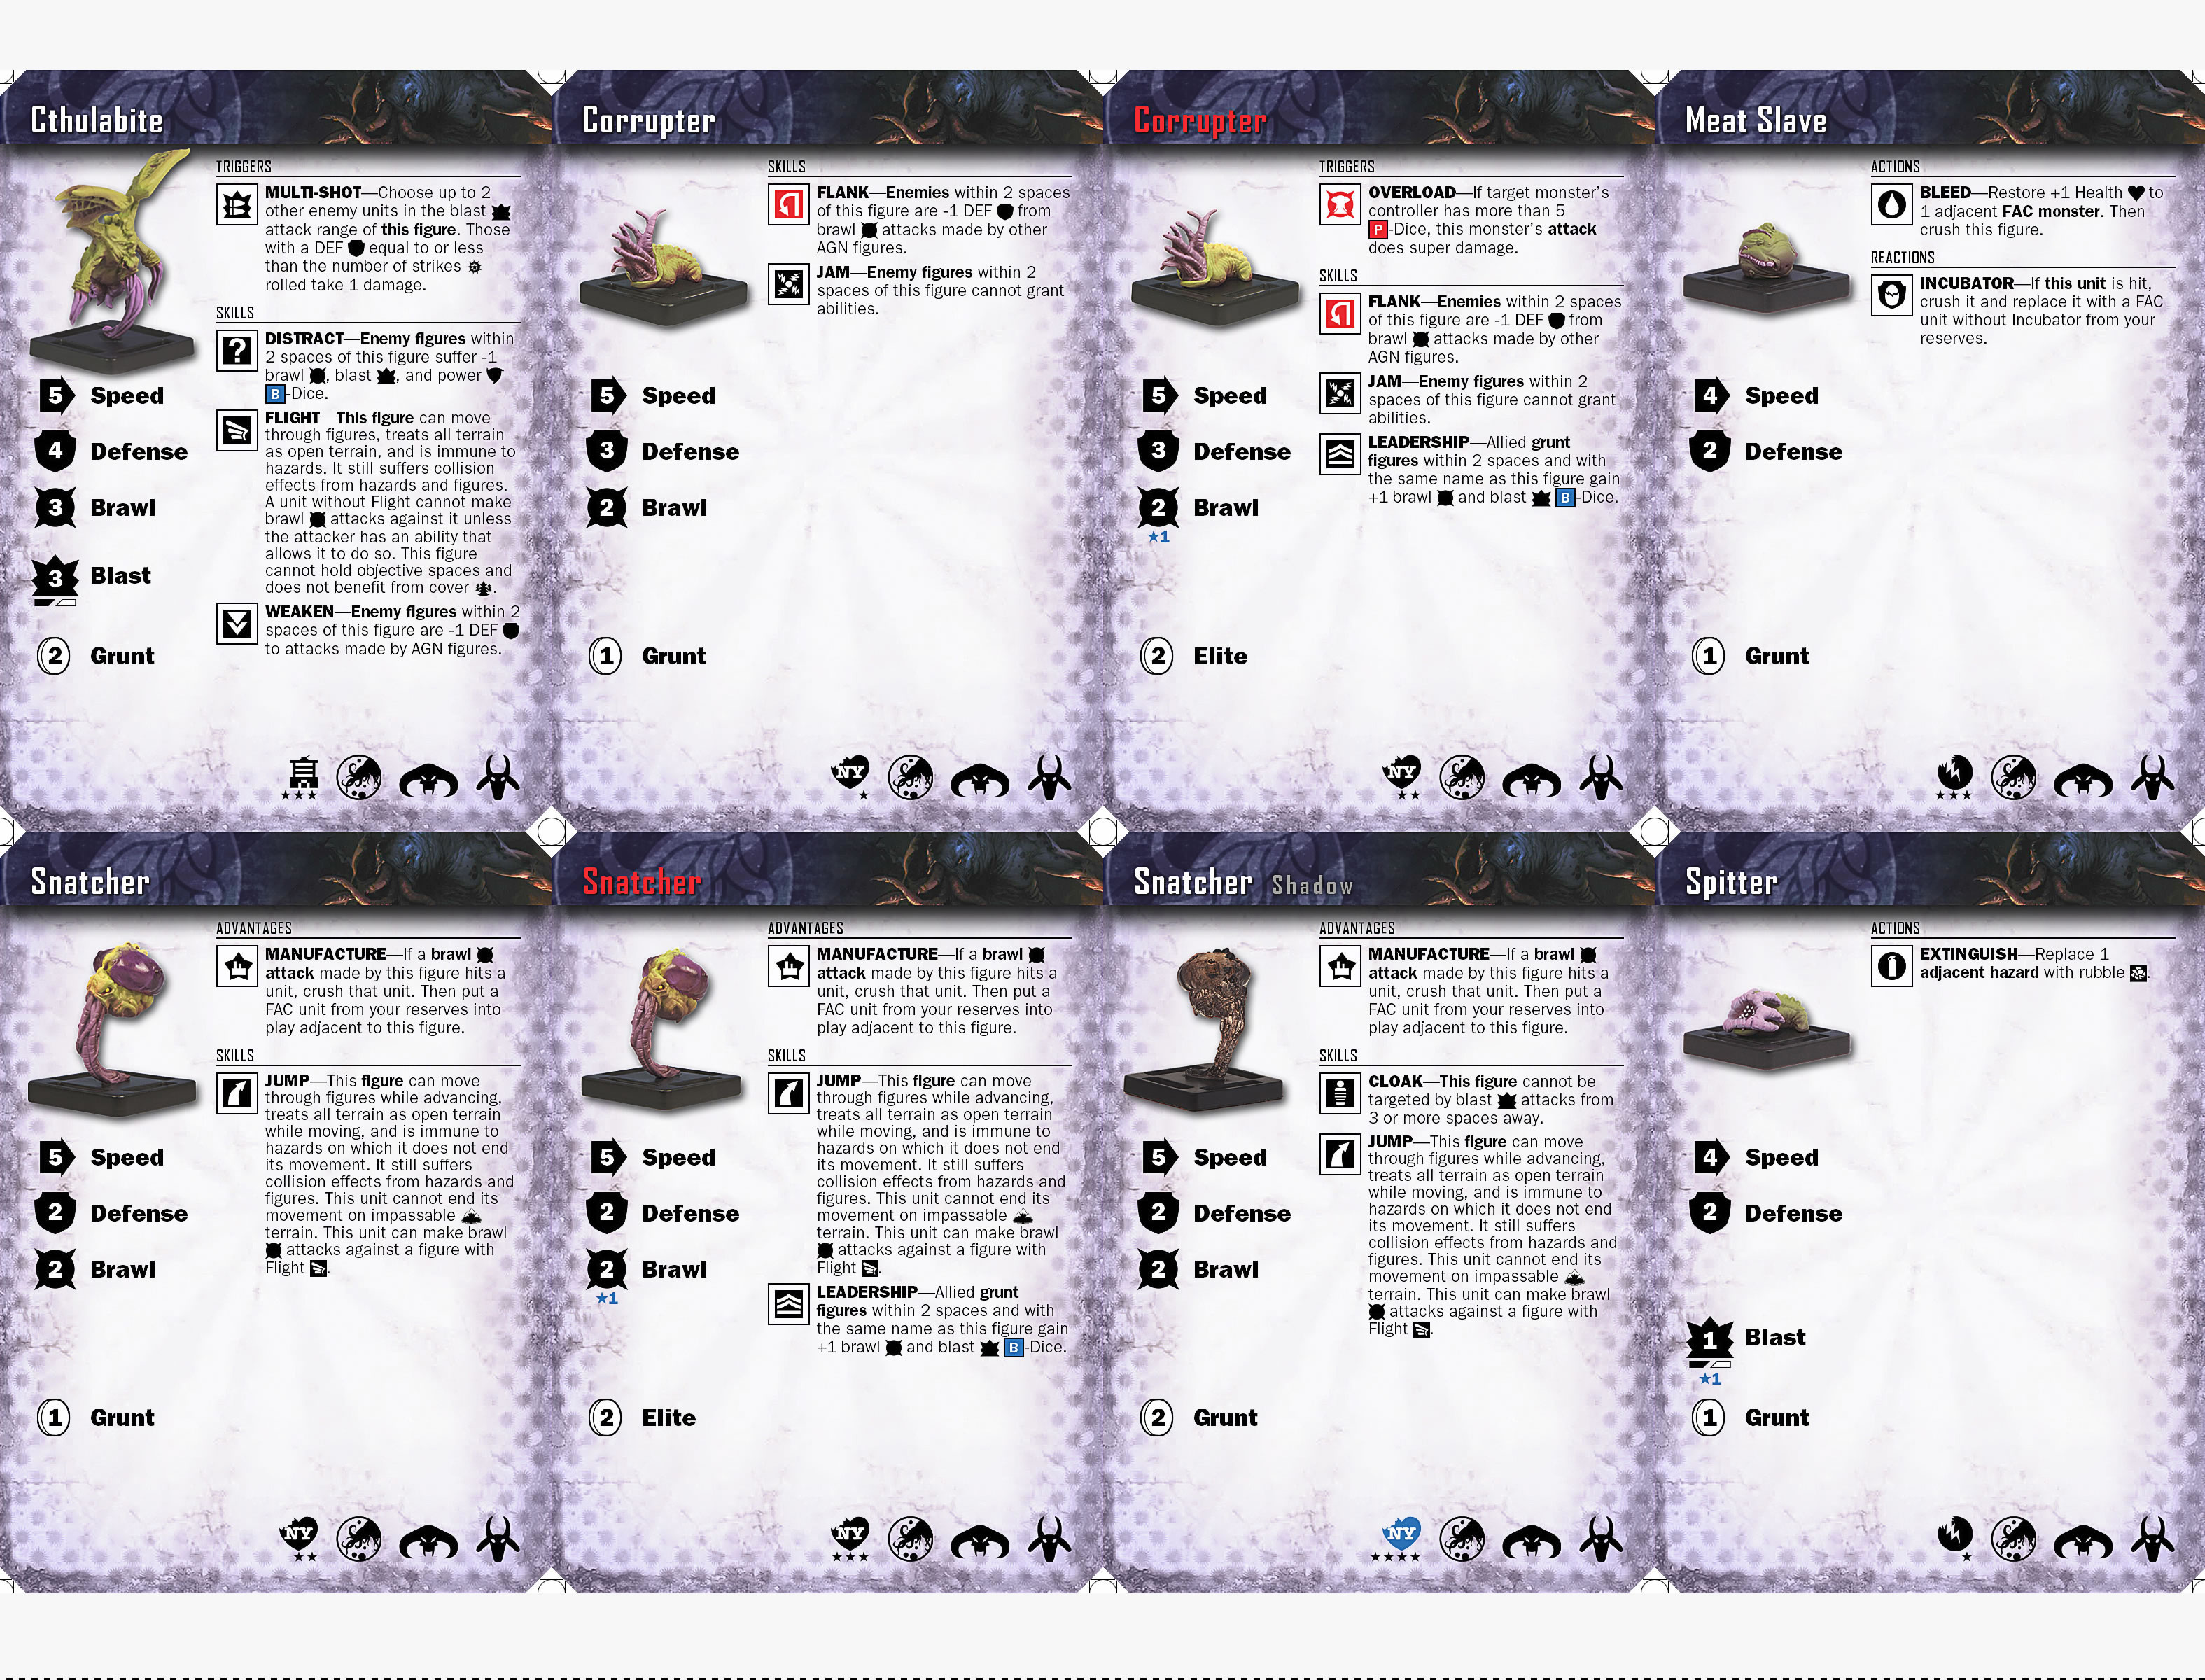 Cthulabite
TRIGGERS
MULTI-SHOT—Choose up to 2
other enemy units in the blast
attack range of this figure. Those
with a DEF equal to or less
than the number of strikes
rolled take 1 damage.
SKILLS
DISTRACT—Enemy figures within
2 spaces of this figure suffer -1
brawl , blast , and power
B-Dice.
FLIGHT—This figure can move
through figures, treats all terrain
as open terrain, and is immune to
hazards. It still suffers collision
effects from hazards and figures.
A unit without Flight cannot make
brawl attacks against it unless
the attacker has an ability that
allows it to do so. This figure
cannot hold objective spaces and
does not benefit from cover .
WEAKEN—Enemy figures within 2
spaces of this figure are -1 DEF
to attacks made by AGN figures.
5 Speed
4 Defense
3 Brawl
3 Blast
2 Grunt
★★★
Corrupter
SKILLS
FLANK—Enemies within 2 spaces
of this figure are -1 DEF from
brawl attacks made by other
AGN figures.
JAM—Enemy figures within 2
spaces of this figure cannot grant
abilities.
5 Speed
3 Defense
2 Brawl
1 Grunt
NY
★
Corrupter
TRIGGERS
OVERLOAD—If target monster's
controller has more than 5
P-Dice, this monster's attack
does super damage.
SKILLS
FLANK—Enemies within 2 spaces
of this figure are -1 DEF from
brawl attacks made by other
AGN figures.
JAM—Enemy figures within 2
spaces of this figure cannot grant
abilities.
LEADERSHIP—Allied grunt
figures within 2 spaces and with
the same name as this figure gain
+1 brawl and blast B-Dice.
5 Speed
3 Defense
2 Brawl
★1
2 Elite
NY
★★
Meat Slave
ACTIONS
BLEED—Restore +1 Health ♥ to
1 adjacent FAC monster. Then
crush this figure.
REACTIONS
INCUBATOR—If this unit is hit,
crush it and replace it with a FAC
unit without Incubator from your
reserves.
4 Speed
2 Defense
1 Grunt
★★★
Snatcher
ADVANTAGES
MANUFACTURE—If a brawl
attack made by this figure hits a
unit, crush that unit. Then put a
FAC unit from your reserves into
play adjacent to this figure.
SKILLS
JUMP—This figure can move
through figures while advancing,
treats all terrain as open terrain
while moving, and is immune to
hazards on which it does not end
its movement. It still suffers
collision effects from hazards and
figures. This unit cannot end its
movement on impassable
terrain. This unit can make brawl
attacks against a figure with
Flight .
5 Speed
2 Defense
2 Brawl
1 Grunt
NY
★★
Snatcher
ADVANTAGES
MANUFACTURE—If a brawl
attack made by this figure hits a
unit, crush that unit. Then put a
FAC unit from your reserves into
play adjacent to this figure.
SKILLS
JUMP—This figure can move
through figures while advancing,
treats all terrain as open terrain
while moving, and is immune to
hazards on which it does not end
its movement. It still suffers
collision effects from hazards and
figures. This unit cannot end its
movement on impassable
terrain. This unit can make brawl
attacks against a figure with
Flight .
LEADERSHIP—Allied grunt
figures within 2 spaces and with
the same name as this figure gain
+1 brawl and blast B-Dice.
5 Speed
2 Defense
2 Brawl
★1
2 Elite
NY
★★★
Snatcher Shadow
ADVANTAGES
MANUFACTURE—If a brawl
attack made by this figure hits a
unit, crush that unit. Then put a
FAC unit from your reserves into
play adjacent to this figure.
SKILLS
CLOAK—This figure cannot be
targeted by blast attacks from
3 or more spaces away.
JUMP—This figure can move
through figures while advancing,
treats all terrain as open terrain
while moving, and is immune to
hazards on which it does not end
its movement. It still suffers
collision effects from hazards and
figures. This unit cannot end its
movement on impassable
terrain. This unit can make brawl
attacks against a figure with
Flight .
5 Speed
2 Defense
2 Brawl
2 Grunt
NY
★★★★
Spitter
ACTIONS
EXTINGUISH—Replace 1
adjacent hazard with rubble .
4 Speed
2 Defense
1 Blast
★1
1 Grunt
★